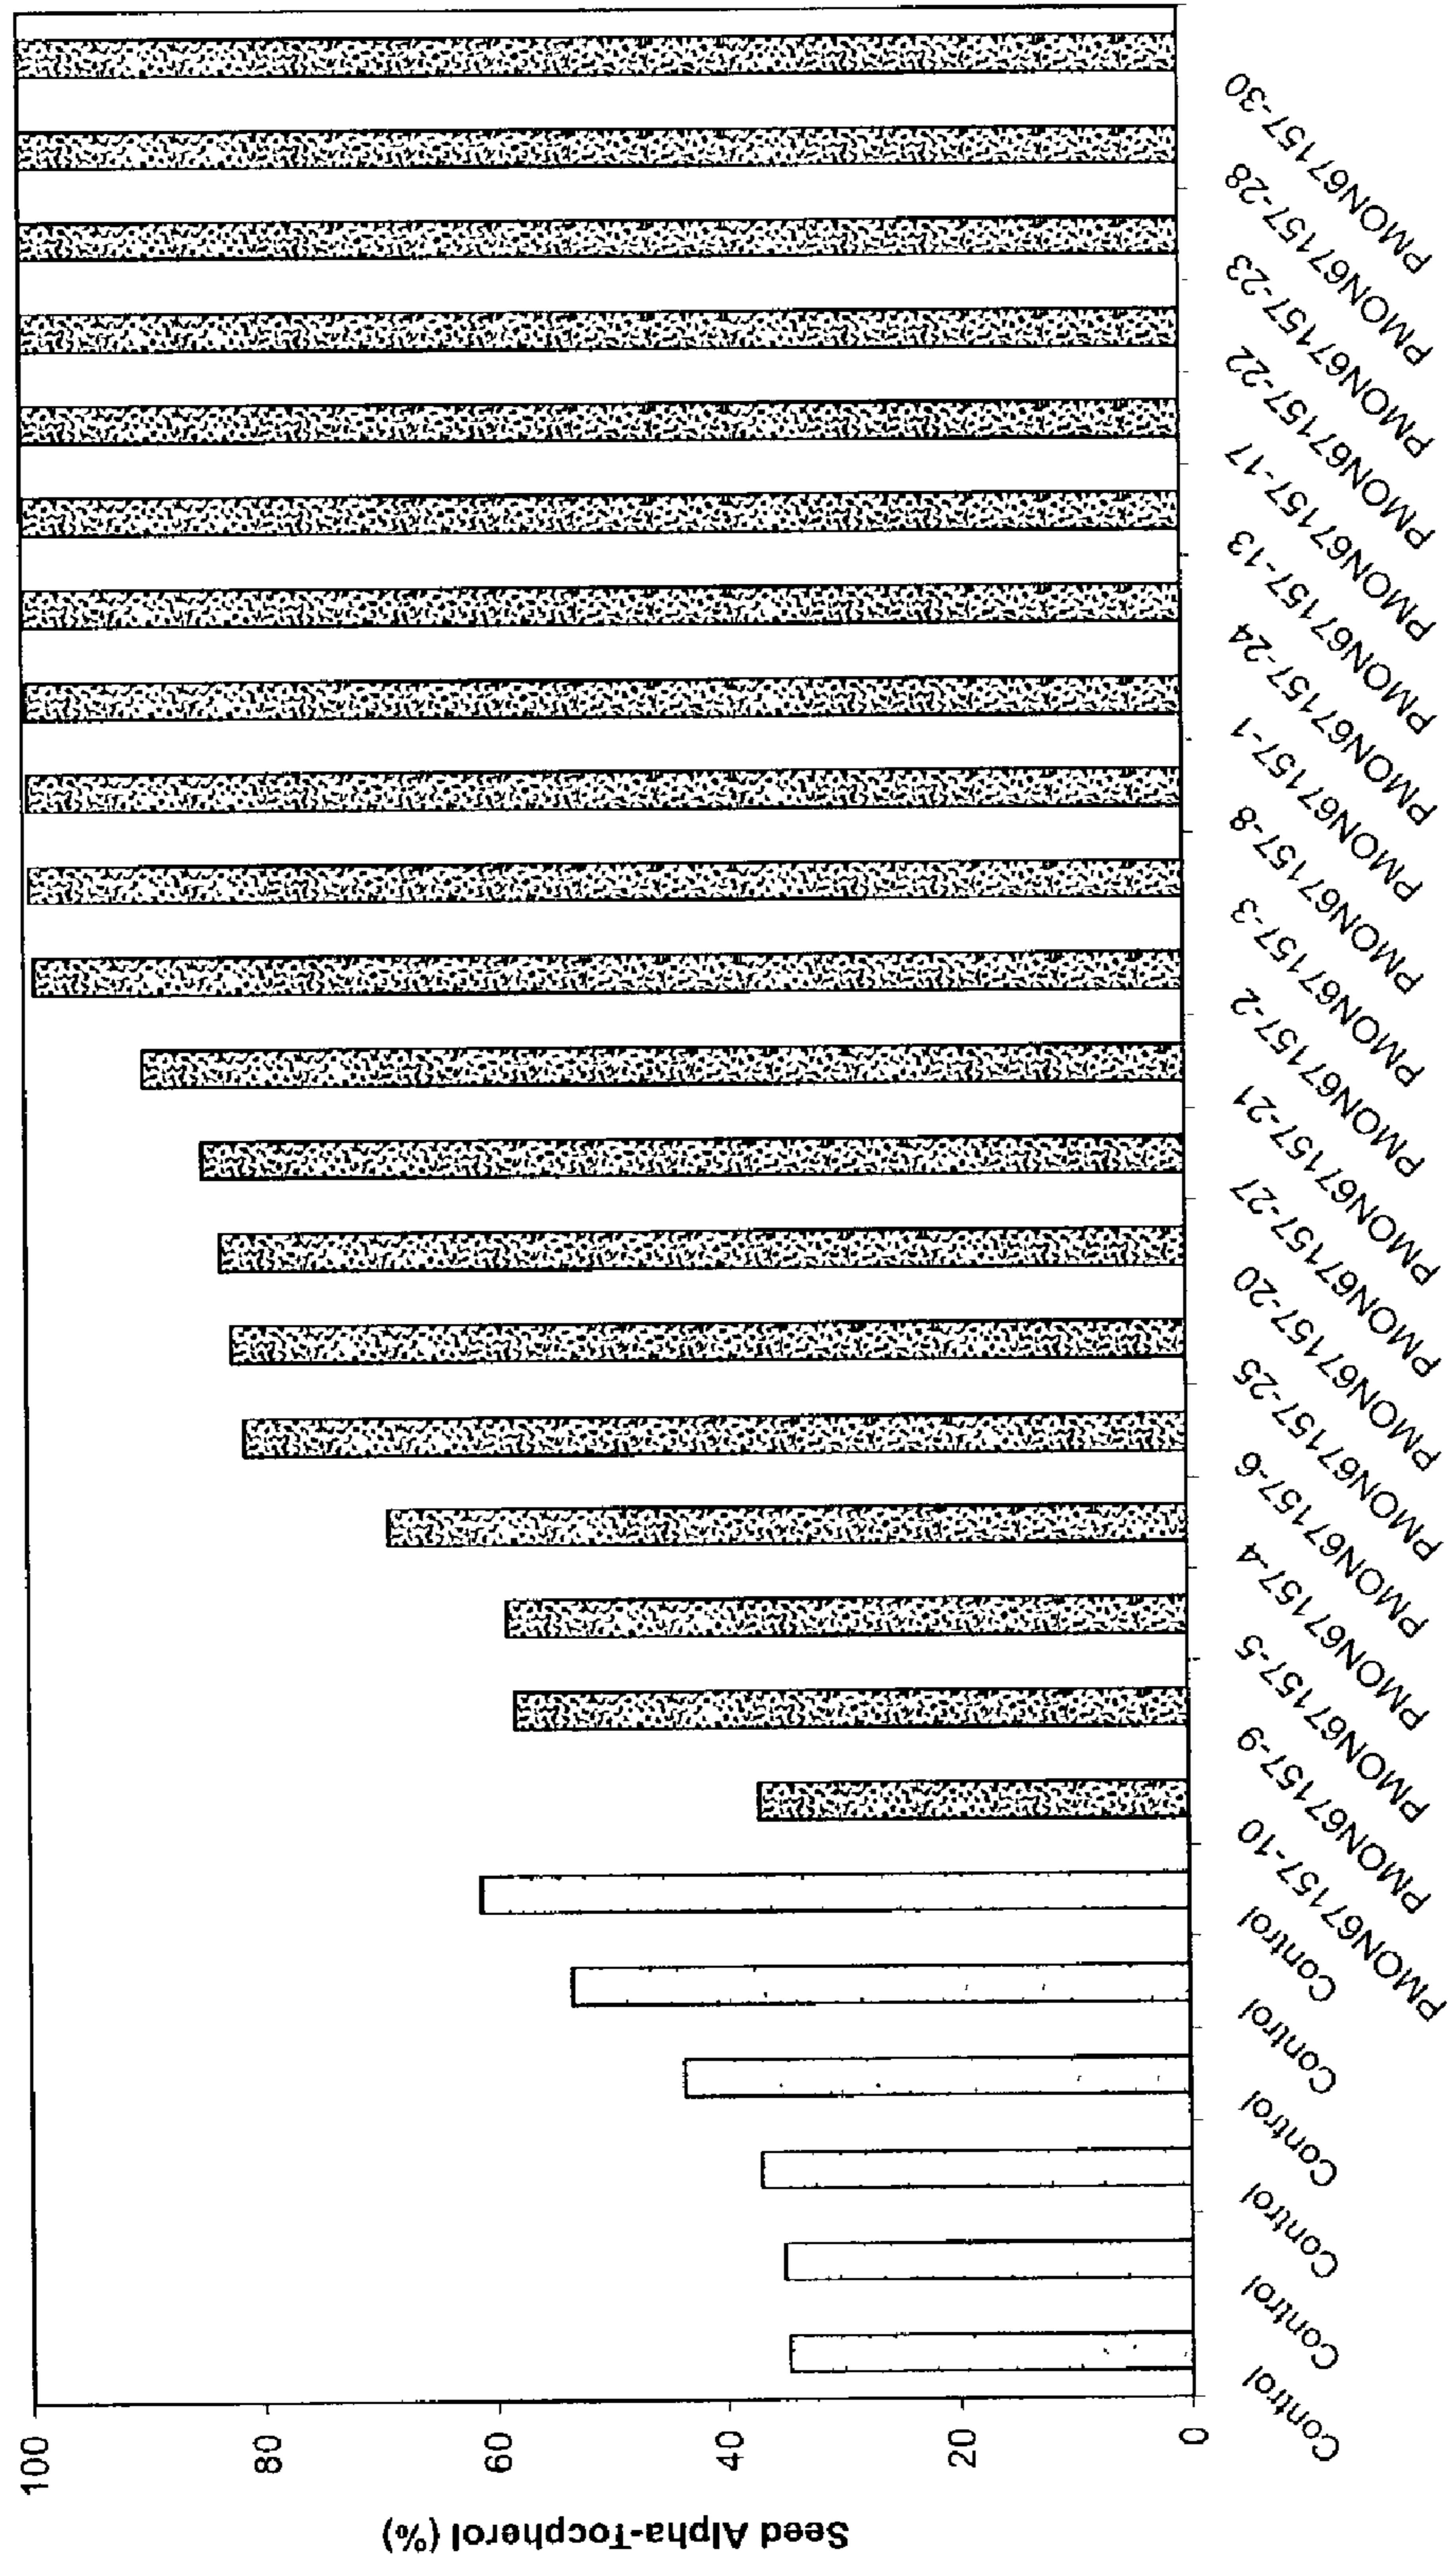 Seed Alpha-Tocpherol (%)
100
80
60
40
20
0
Control
Control
Control
Control
Control
Control
PMON67157-10
PMON67157-9
PMON67157-5
PMON67157-4
PMON67157-6
PMON67157-25
PMON67157-20
PMON67157-27
PMON67157-21
PMON67157-2
PMON67157-3
PMON67157-8
PMON67157-1
PMON67157-24
PMON67157-13
PMON67157-17
PMON67157-22
PMON67157-23
PMON67157-28
PMON67157-30